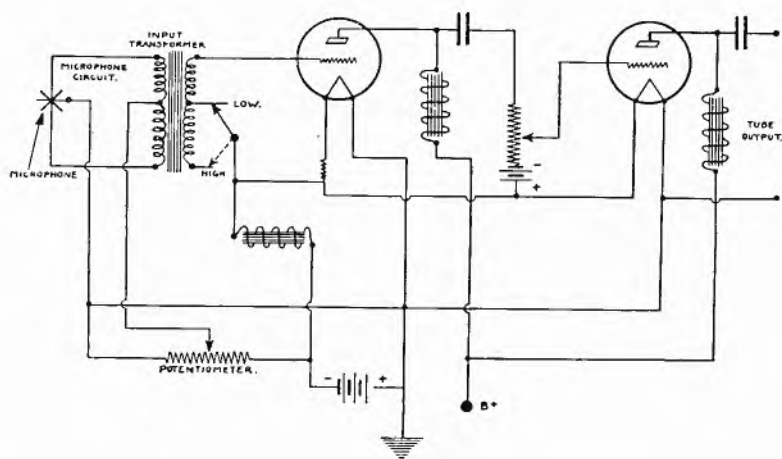 INPUT
TRANSFORMER
MICROPHONE
CIRCUIT.
LOW.
HIGH
MICROPHONE
-
+
TUBE
OUTPUT.
POTENTIOMETER.
- +
B+